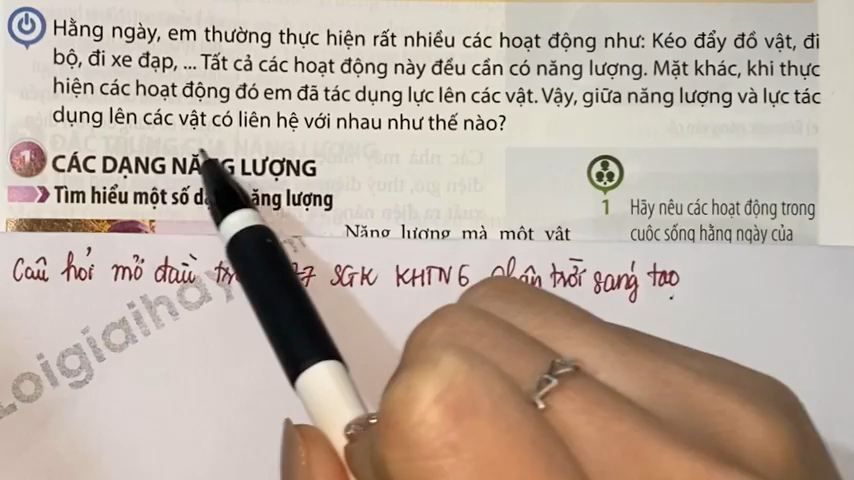 Hằng ngày, em thường thực hiện rất nhiều các hoạt động như: Kéo đẩy đồ vật, đi
bộ, đi xe đạp, ... Tất cả các hoạt động này đều cần có năng lượng. Mặt khác, khi thực
hiện các hoạt động đó em đã tác dụng lực lên các vật. Vậy, giữa năng lượng và lực tác
dụng lên các vật có liên hệ với nhau như thế nào?
1 CÁC DẠNG NĂNG LƯỢNG
Tìm hiểu một số năng lượng
Năng lượng mà một vật
1 Hãy nêu các hoạt động trong
cuộc sống hằng ngày của
Câu hỏi mở đầu SGK KHTN 6 trời sáng tạo
Loigiaihay